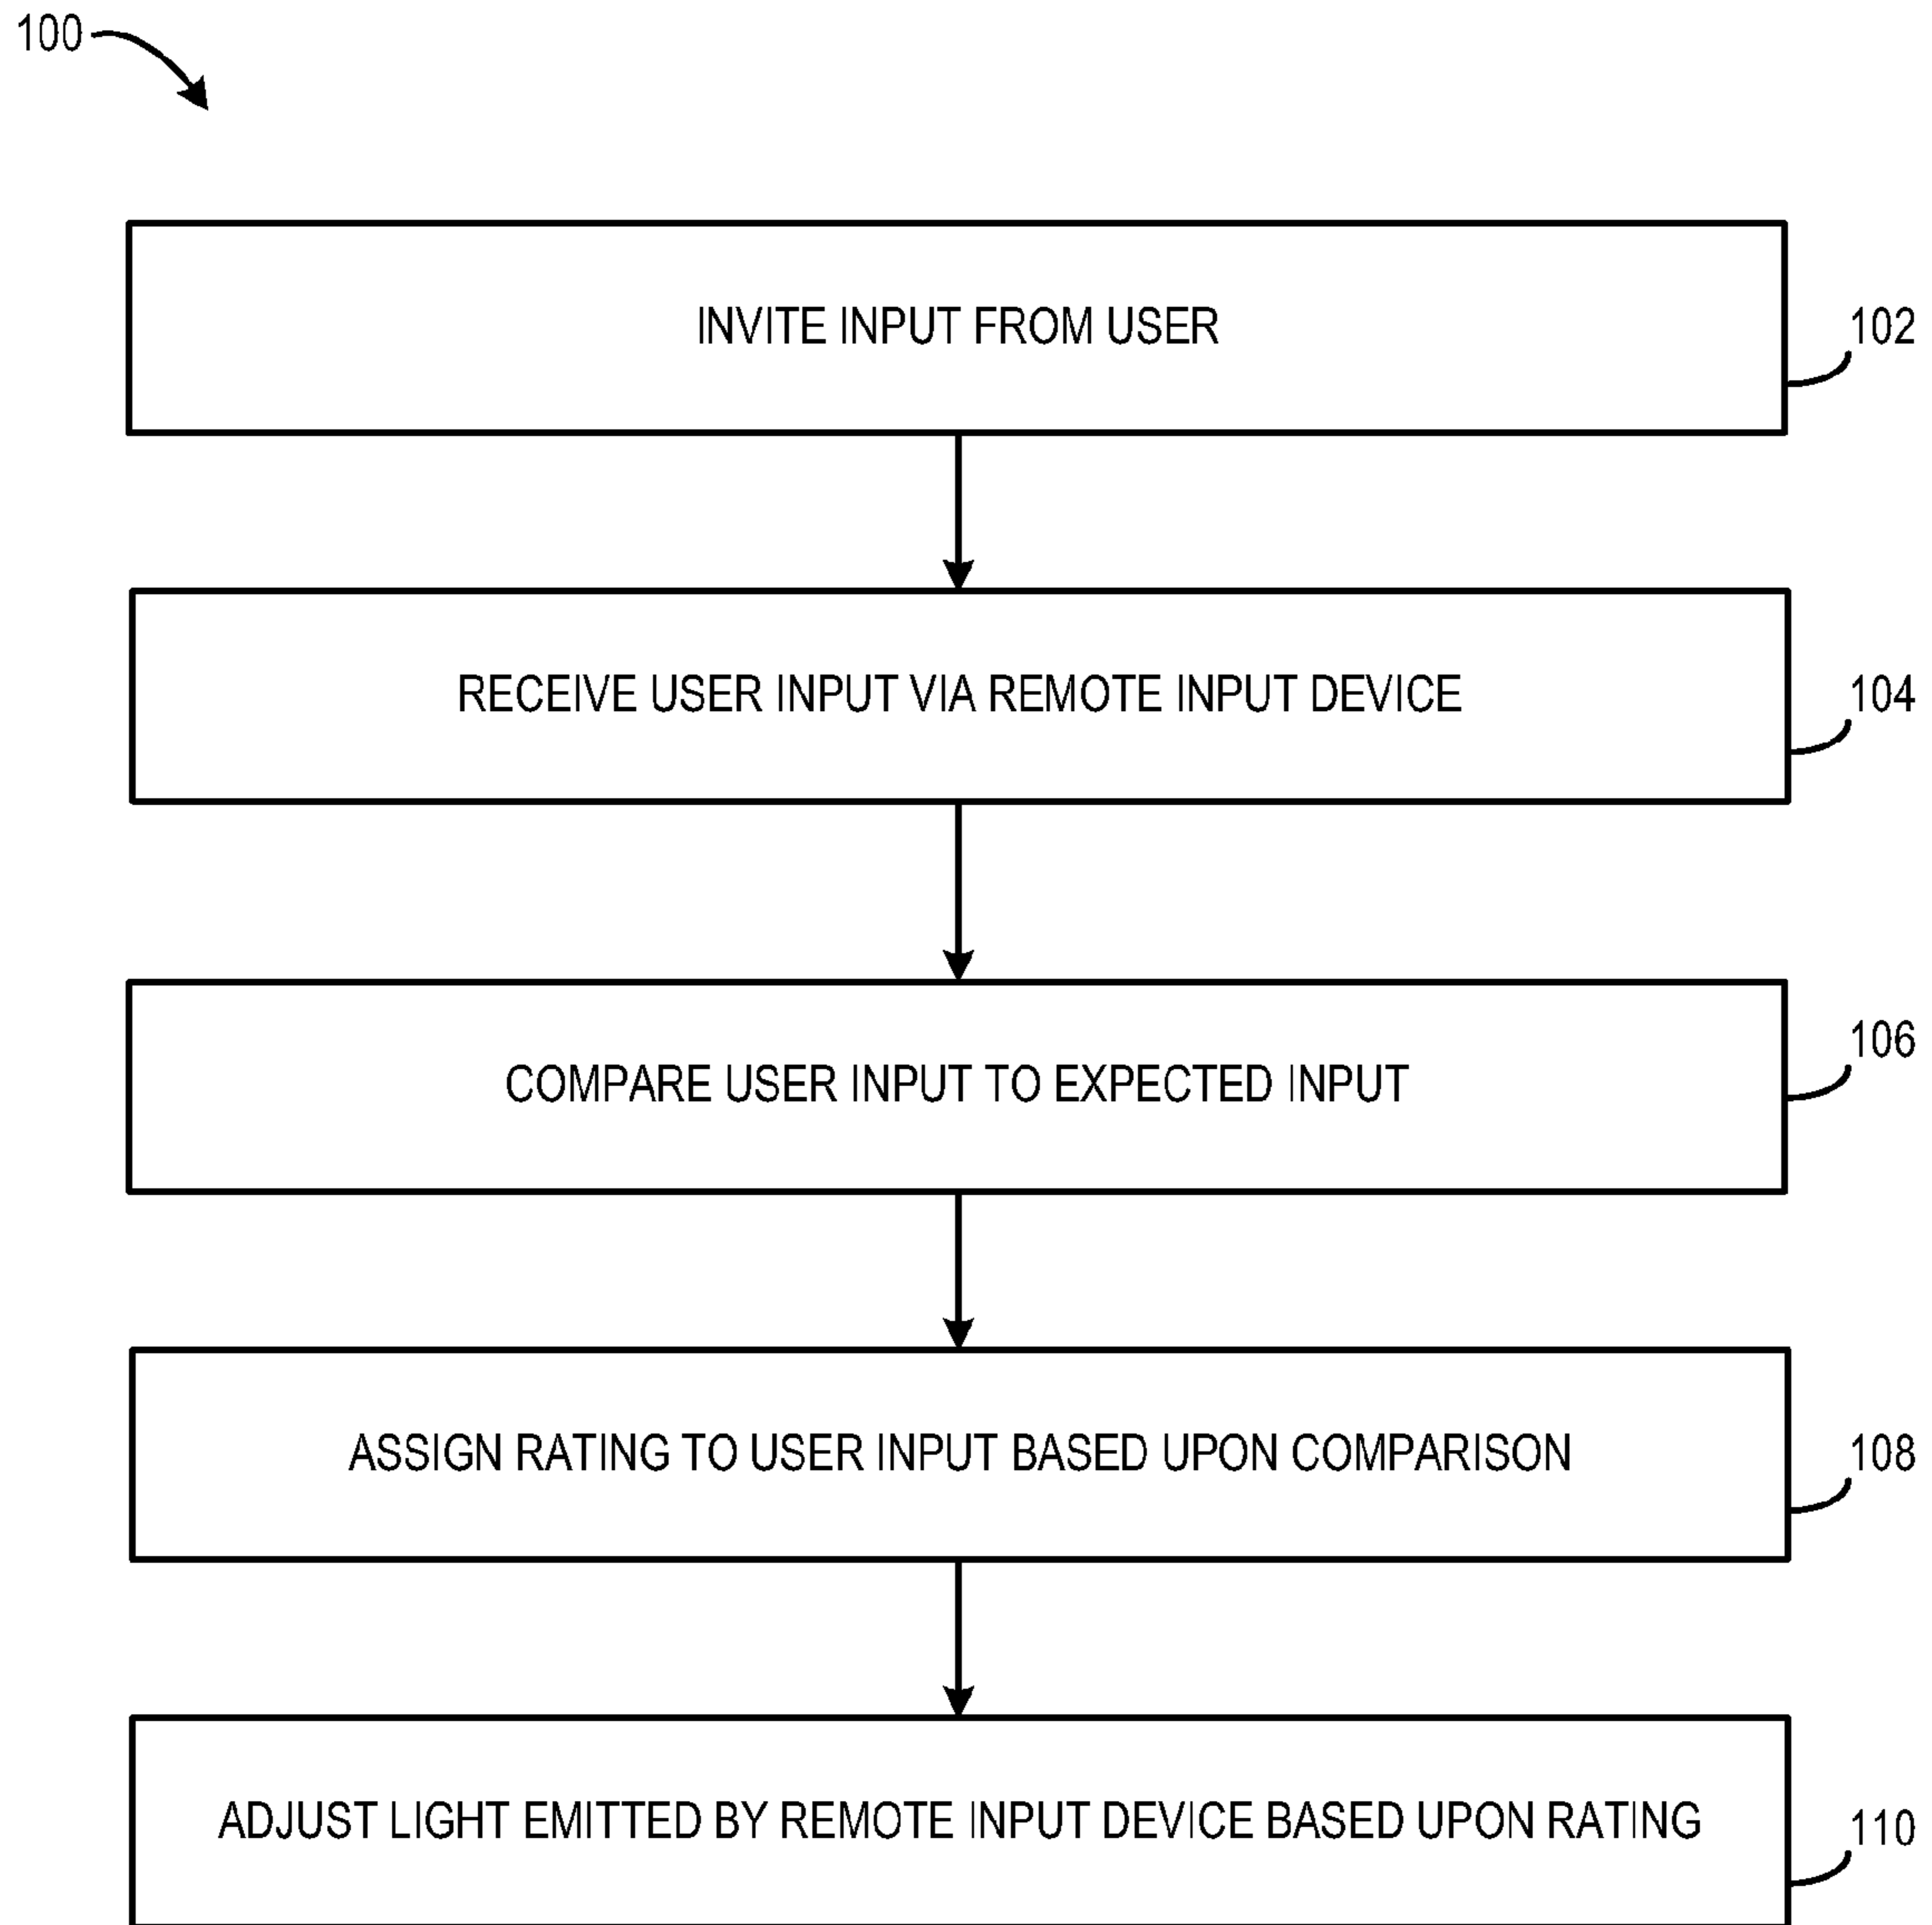 100
INVITE INPUT FROM USER
102
RECEIVE USER INPUT VIA REMOTE INPUT DEVICE
104
COMPARE USER INPUT TO EXPECTED INPUT
106
ASSIGN RATING TO USER INPUT BASED UPON COMPARISON
108
ADJUST LIGHT EMITTED BY REMOTE INPUT DEVICE BASED UPON RATING
110